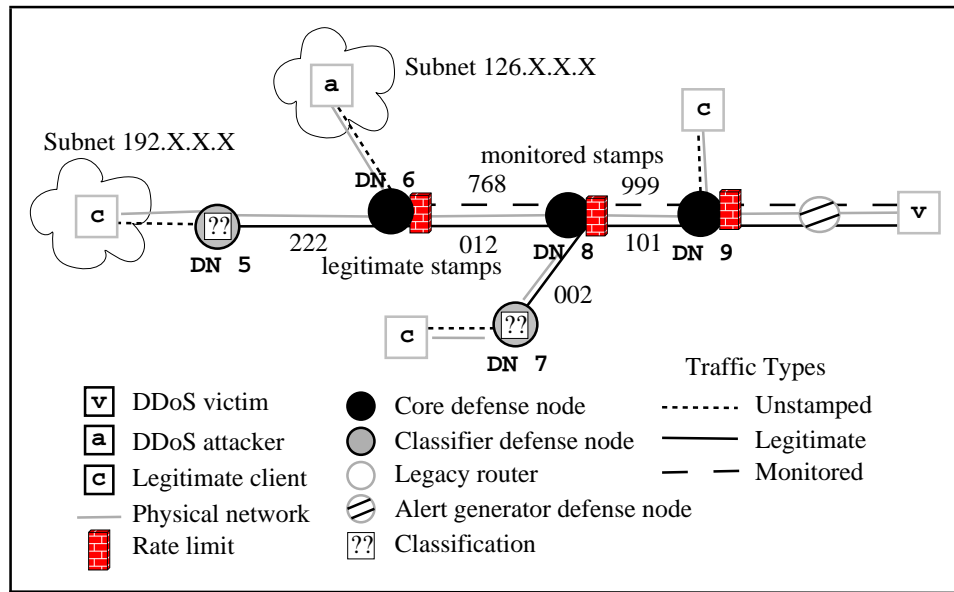 Subnet 126.X.X.X
a
c
Subnet 192.X.X.X
monitored stamps
DN 6
768
999
c
??
v
222
012
DN 8
101
DN 9
DN 5
legitimate stamps
002
c
??
DN 7
Traffic Types
v DDoS victim
Core defense node
Unstamped
a DDoS attacker
Classifier defense node
Legitimate
c Legitimate client
Legacy router
Monitored
Physical network
Alert generator defense node
Rate limit
?? Classification